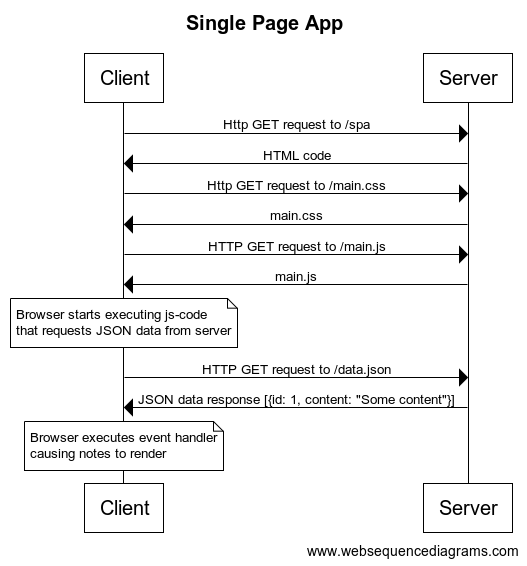 Single Page App
Client
Server
Http GET request to /spa
HTML code
Http GET request to /main.css
main.css
HTTP GET request to /main.js
main.js
Browser starts executing js-code
that requests JSON data from server
HTTP GET request to /data.json
JSON data response [{id: 1, content: "Some content"}]
Browser executes event handler
causing notes to render
Client
Server
www.websequencediagrams.com